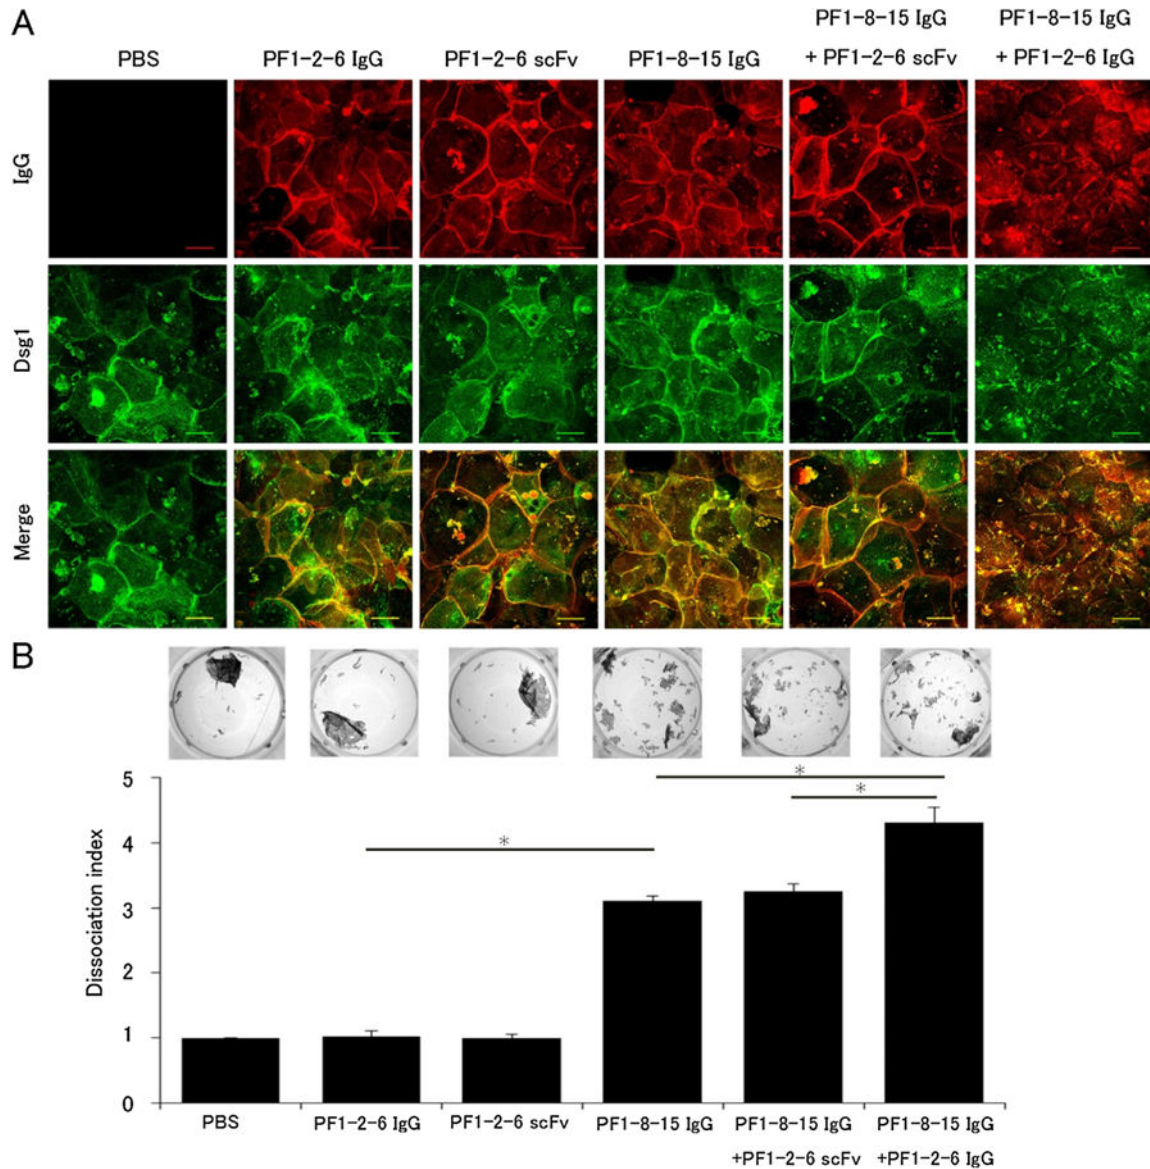 A
PBS
PF1-2-6 IgG
PF1-2-6 scFv
PF1-8-15 IgG
PF1-8-15 IgG
+ PF1-2-6 scFv
PF1-8-15 IgG
+ PF1-2-6 IgG
IgG
Dsg1
Merge
B
Dissociation index
5
4
3
2
1
0
*
*
*
PBS
PF1-2-6 IgG
PF1-2-6 scFv
PF1-8-15 IgG
PF1-8-15 IgG
+PF1-2-6 scFv
PF1-8-15 IgG
+PF1-2-6 IgG